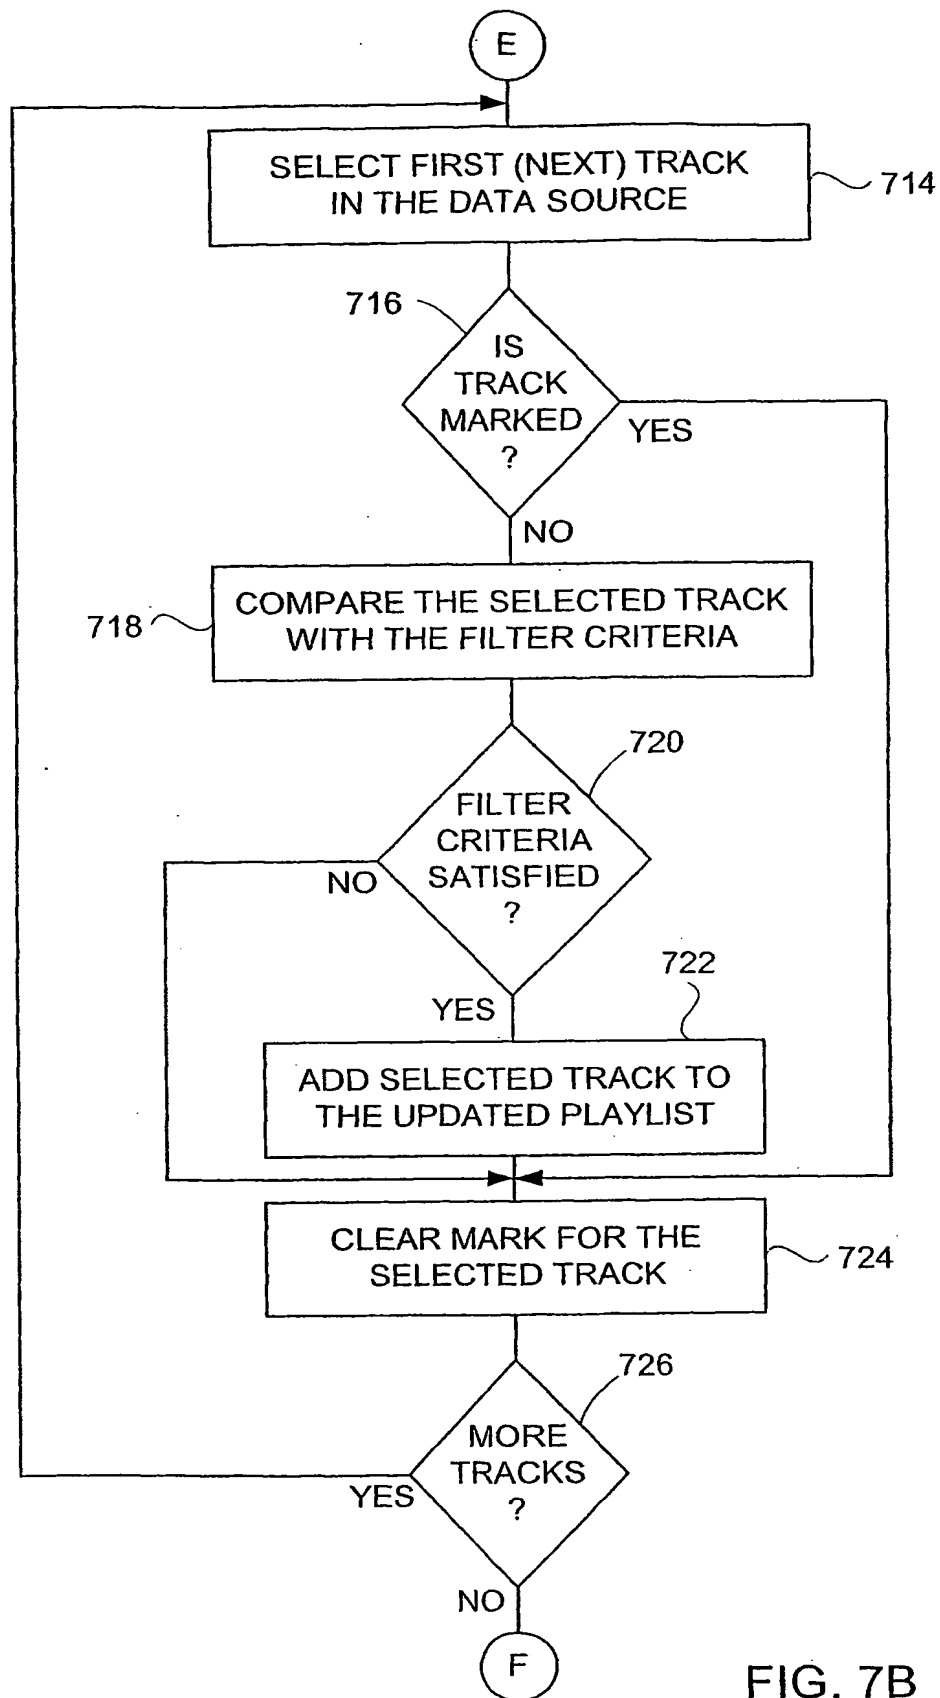 E
SELECT FIRST (NEXT) TRACK
IN THE DATA SOURCE
714
716
IS
TRACK
MARKED
?
YES
NO
718
COMPARE THE SELECTED TRACK
WITH THE FILTER CRITERIA
720
FILTER
CRITERIA
SATISFIED
?
NO
YES
722
ADD SELECTED TRACK TO
THE UPDATED PLAYLIST
CLEAR MARK FOR THE
SELECTED TRACK
724
726
MORE
TRACKS
?
YES
NO
F
FIG. 7B